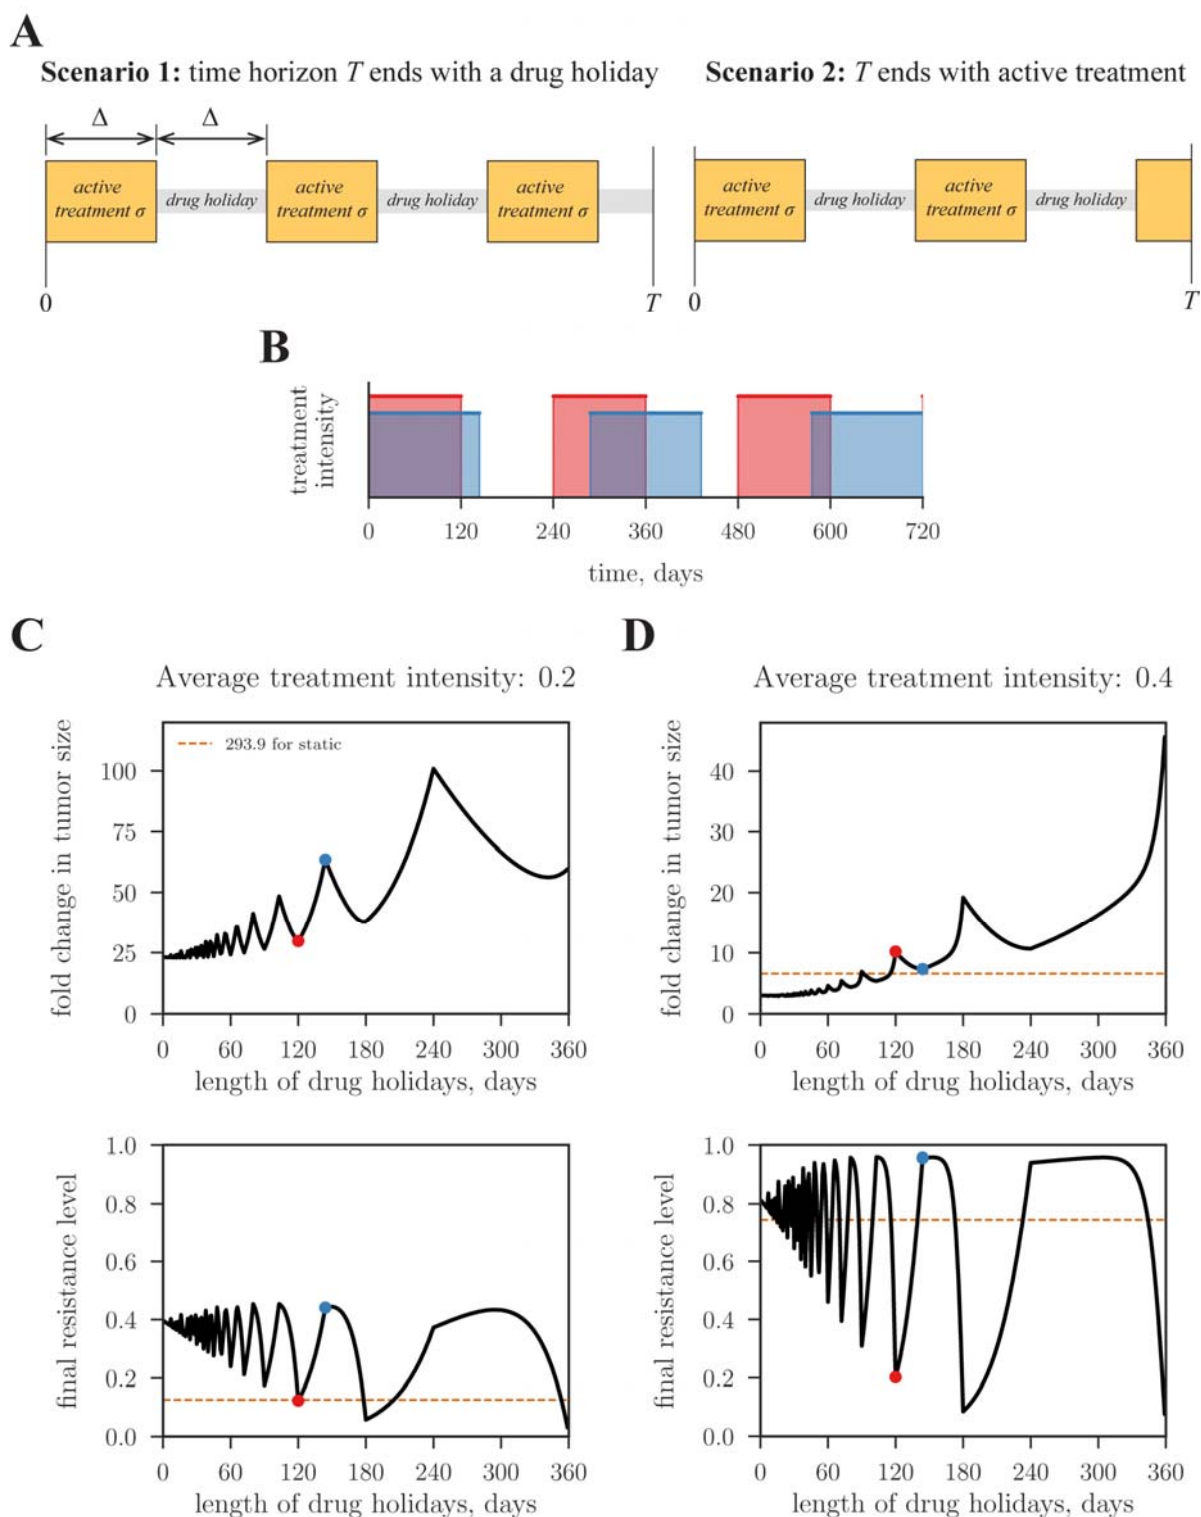 A
Scenario 1: time horizon T ends with a drug holiday
Scenario 2: T ends with active treatment
Δ Δ
active treatment σ
drug holiday
active treatment σ
drug holiday
active treatment σ
0 T
active treatment σ
drug holiday
active treatment σ
drug holiday
0 T
B
treatment intensity
0 120 240 360 480 600 720
time, days
C
Average treatment intensity: 0.2
fold change in tumor size
293.9 for static
100
75
50
25
0
0 60 120 180 240 300 360
length of drug holidays, days
final resistance level
1.0
0.8
0.6
0.4
0.2
0.0
0 60 120 180 240 300 360
length of drug holidays, days
D
Average treatment intensity: 0.4
fold change in tumor size
40
30
20
10
0
0 60 120 180 240 300 360
length of drug holidays, days
final resistance level
1.0
0.8
0.6
0.4
0.2
0.0
0 60 120 180 240 300 360
length of drug holidays, days